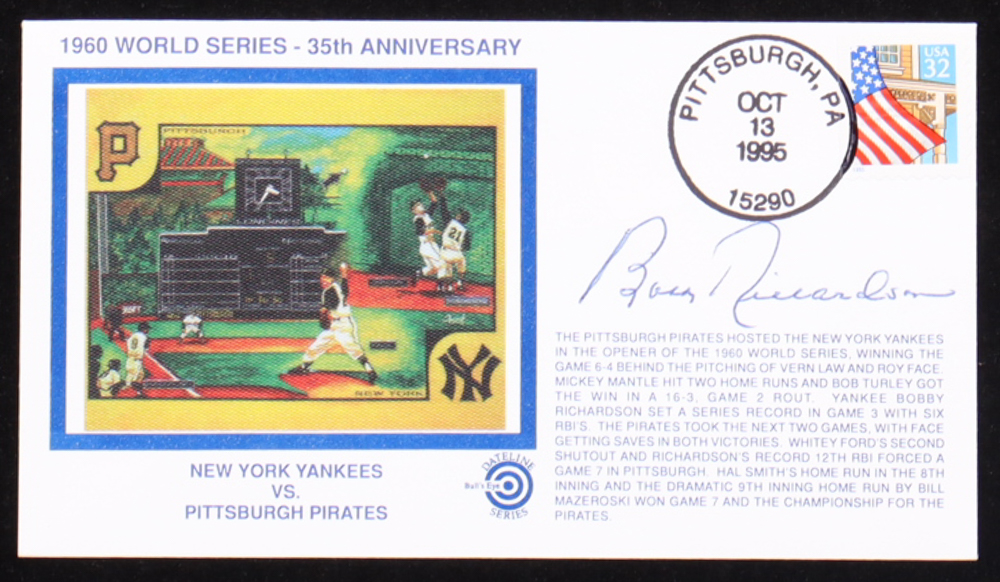 1960 WORLD SERIES - 35th ANNIVERSARY
PITTSBURGH, PA
OCT
13
1995
15290
USA
32
P
PITTSBURGH
21
9
NY
NEW YORK
Bobby Richardson
THE PITTSBURGH PIRATES HOSTED THE NEW YORK YANKEES
IN THE OPENER OF THE 1960 WORLD SERIES, WINNING THE
GAME 6-4 BEHIND THE PITCHING OF VERN LAW AND ROY FACE.
MICKEY MANTLE HIT TWO HOME RUNS AND BOB TURLEY GOT
THE WIN IN A 16-3, GAME 2 ROUT. YANKEE BOBBY
RICHARDSON SET A SERIES RECORD IN GAME 3 WITH SIX
RBI'S. THE PIRATES TOOK THE NEXT TWO GAMES, WITH FACE
GETTING SAVES IN BOTH VICTORIES. WHITEY FORD'S SECOND
SHUTOUT AND RICHARDSON'S RECORD 12TH RBI FORCED A
GAME 7 IN PITTSBURGH. HAL SMITH'S HOME RUN IN THE 8TH
INNING AND THE DRAMATIC 9TH INNING HOME RUN BY BILL
MAZEROSKI WON GAME 7 AND THE CHAMPIONSHIP FOR THE
PIRATES.
NEW YORK YANKEES
VS.
PITTSBURGH PIRATES
DATELINE
Bull's Eye
SERIES